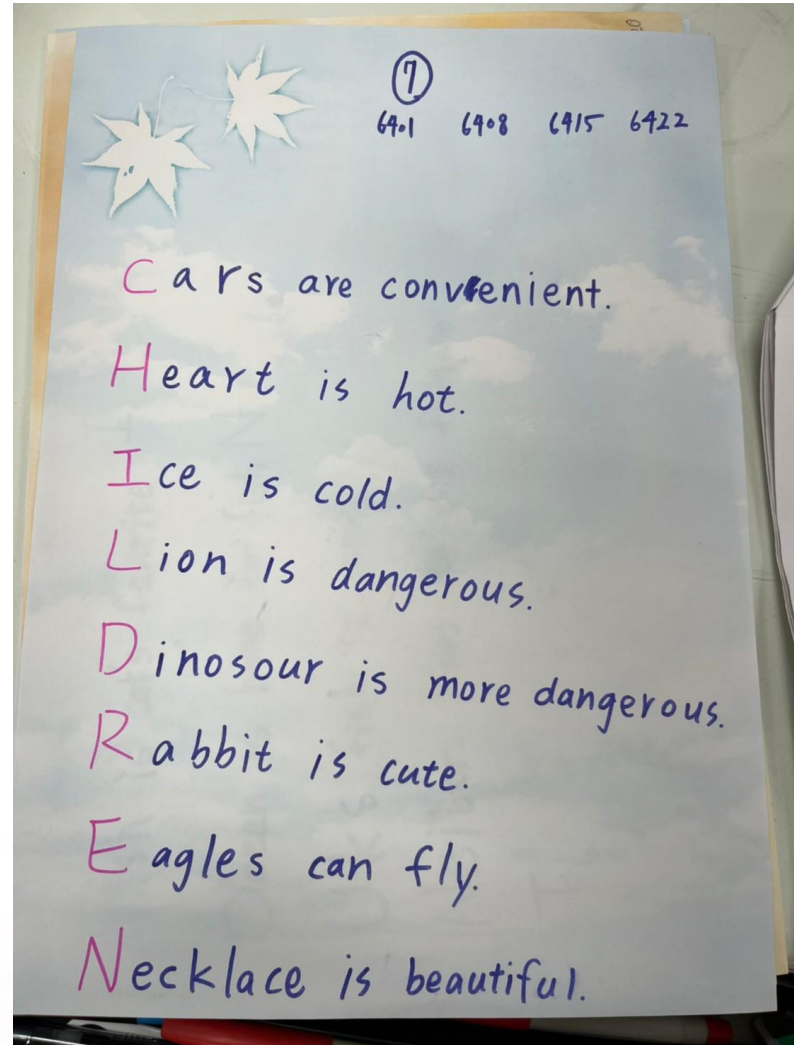 7
6401 6408 6415 6422
Cars are convenient.
Heart is hot.
Ice is cold.
Lion is dangerous.
Dinosour is more dangerous.
Rabbit is cute.
Eagles can fly.
Necklace is beautiful.